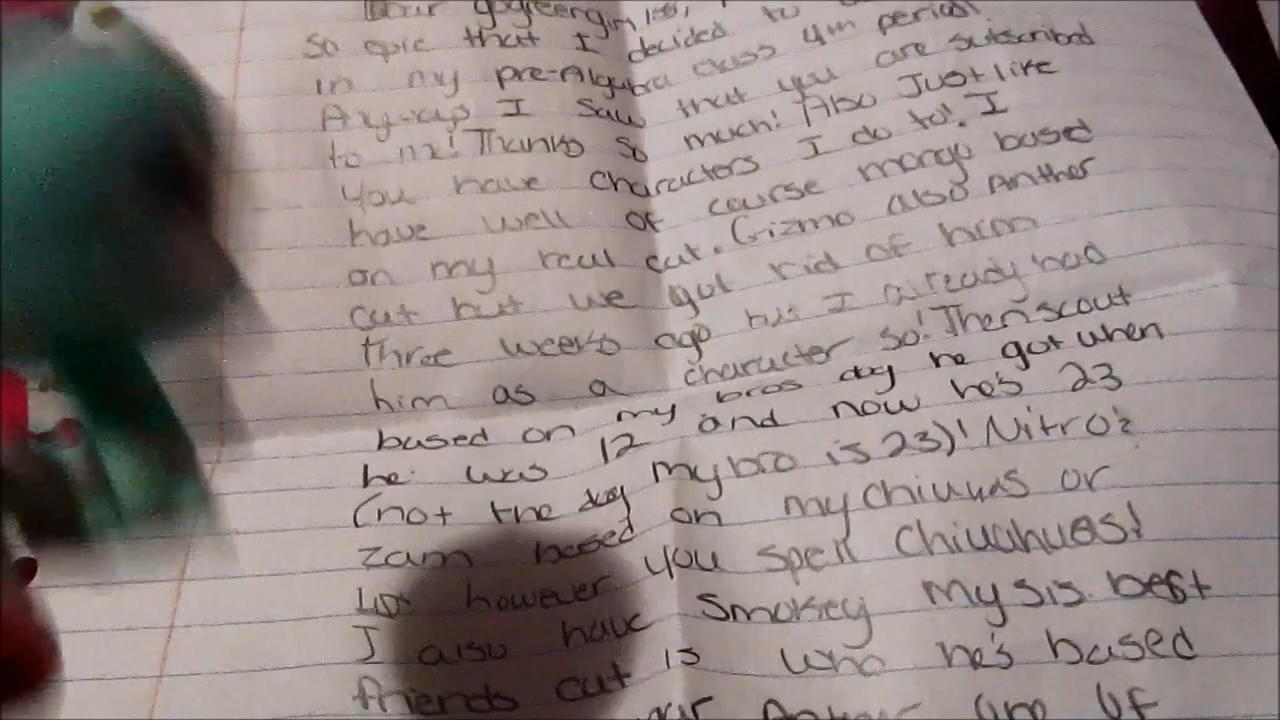 so epic that I decided to
in my pre-Algebra class 4th period
Anyways I saw that you are subscribed
to me! Thanks so much! Also Just like
you have characters I do to!. I
have well of course mango based
on my real cat. Gizmo also Anther
cat but we got rid of him
three weeks ago but I already had
him as a character so! Then scout
based on my bros dog he got when
he was 12 and now he's 23
(not the dog my bro is 23)! Nitro &
zam based on my chiuuas or
however you spell Chiuahuas!
I also have Smokey my sis best
friends cat is who he's based